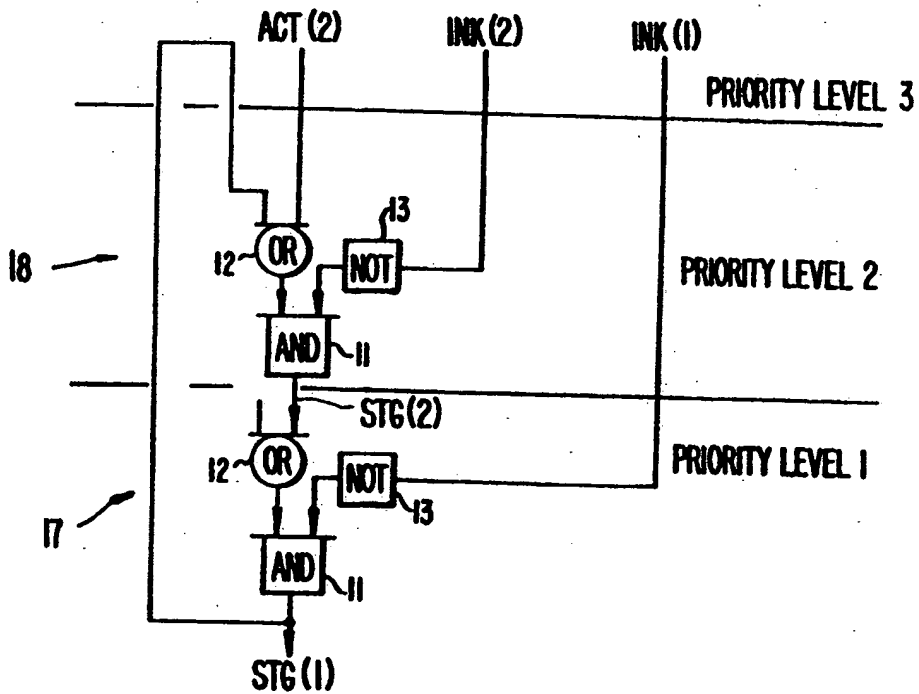 ACT (2) INK (2) INK (1)
PRIORITY LEVEL 3
13
18 12 OR NOT PRIORITY LEVEL 2
AND 11
STG (2)
12 OR NOT PRIORITY LEVEL 1
13
17
AND 11
STG (1)